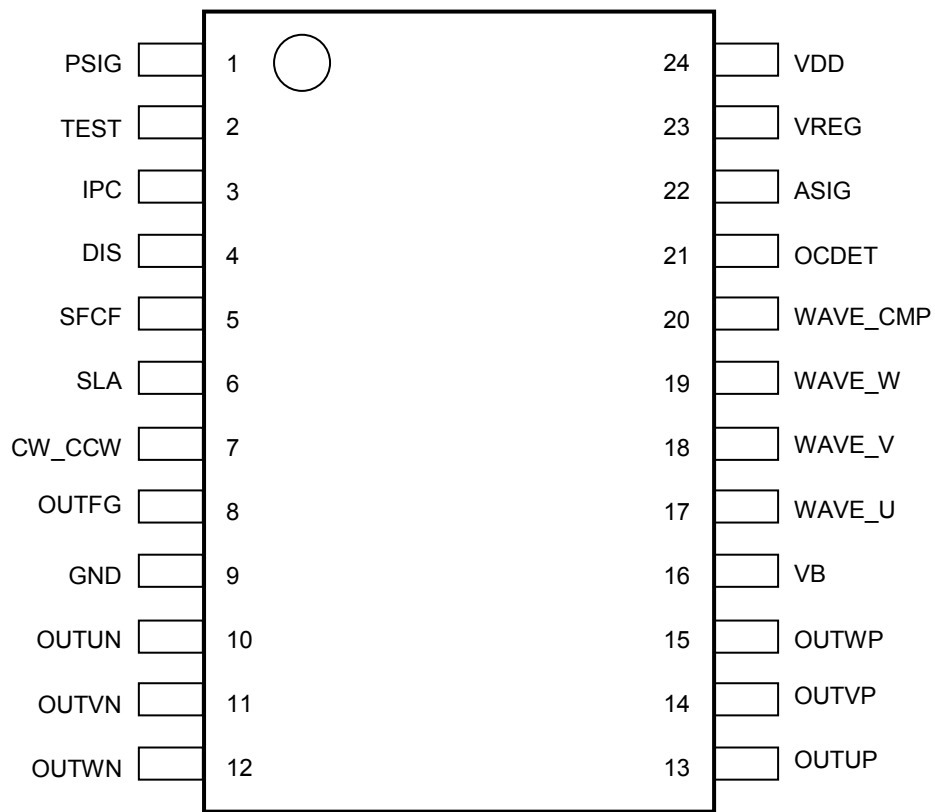 PSIG 1 24 VDD
TEST 2 23 VREG
IPC 3 22 ASIG
DIS 4 21 OCDET
SFCF 5 20 WAVE_CMP
SLA 6 19 WAVE_W
CW_CCW 7 18 WAVE_V
OUTFG 8 17 WAVE_U
GND 9 16 VB
OUTUN 10 15 OUTWP
OUTVN 11 14 OUTVP
OUTWN 12 13 OUTUP